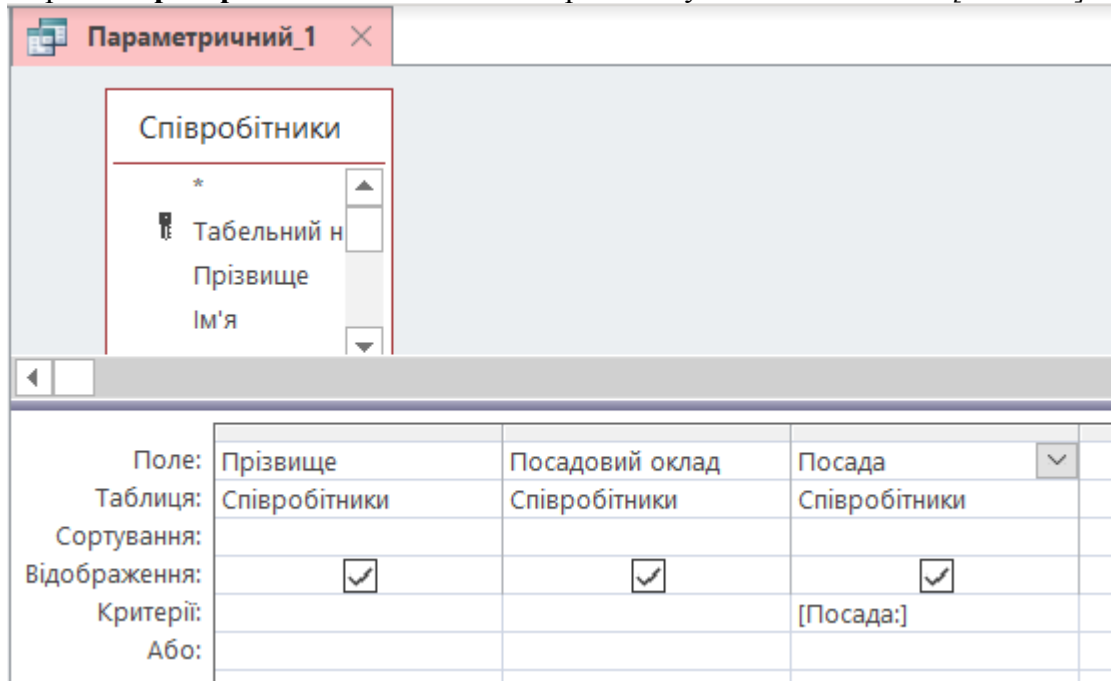 Параметричний_1
Співробітники
*
Табельний н
Прізвище
Ім'я
Поле: Прізвище Посадовий оклад Посада
Таблиця: Співробітники Співробітники Співробітники
Сортування:
Відображення:
Критерії: [Посада:]
Або: